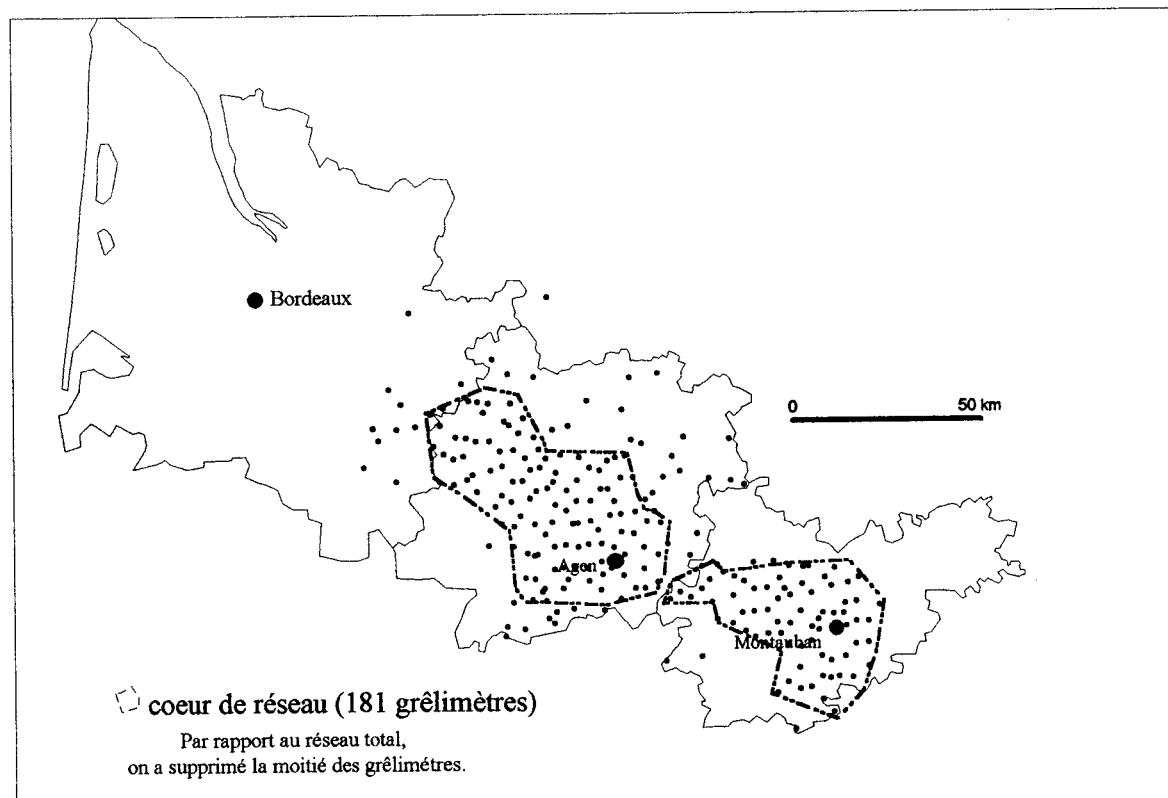 Bordeaux
0 50 km
Agen
Montauban
coeur de réseau (181 grêlimètres)
Par rapport au réseau total,
on a supprimé la moitié des grêlimétres.